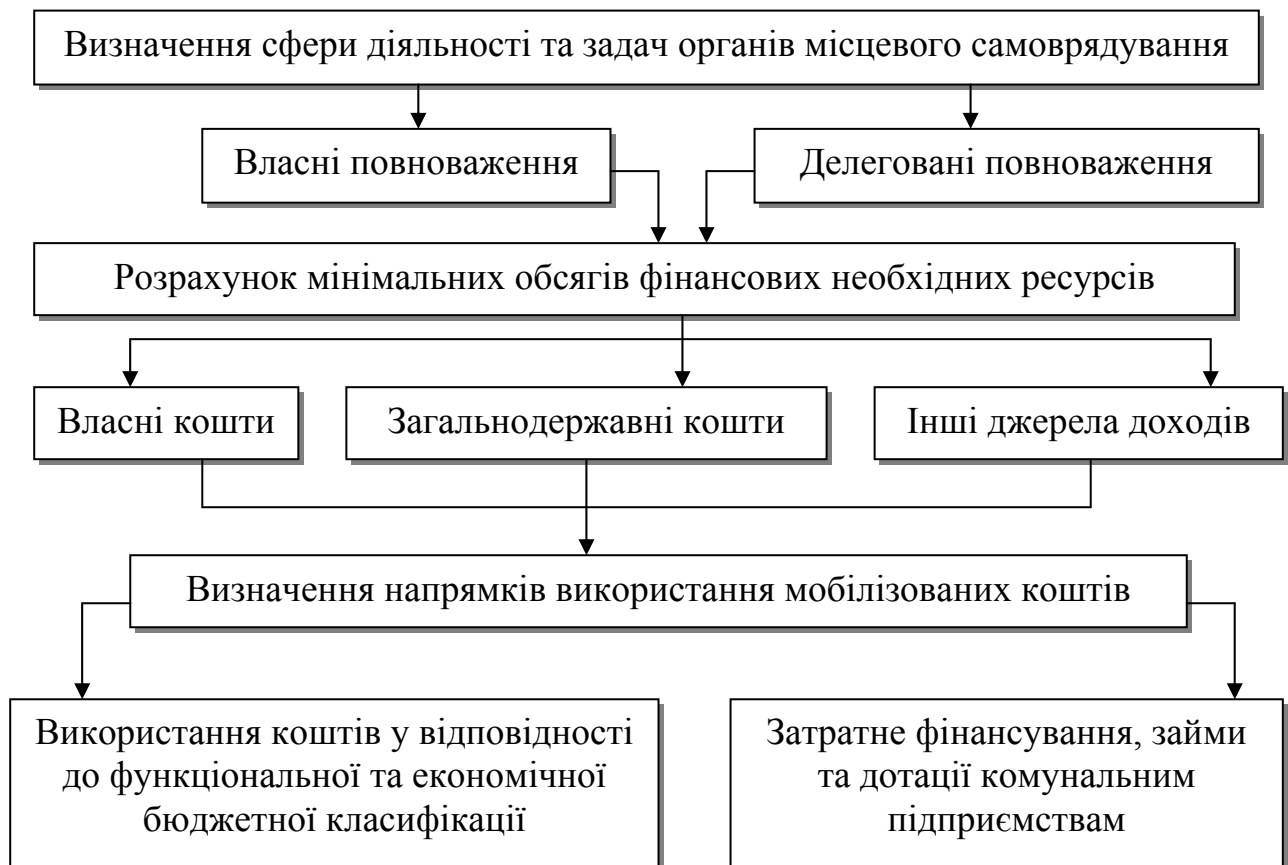 Визначення сфери діяльності та задач органів місцевого самоврядування
Власні повноваження
Делеговані повноваження
Розрахунок мінімальних обсягів фінансових необхідних ресурсів
Власні кошти
Загальнодержавні кошти
Інші джерела доходів
Визначення напрямків використання мобілізованих коштів
Використання коштів у відповідності
до функціональної та економічної
бюджетної класифікації
Затратне фінансування, займи
та дотації комунальним
підприємствам